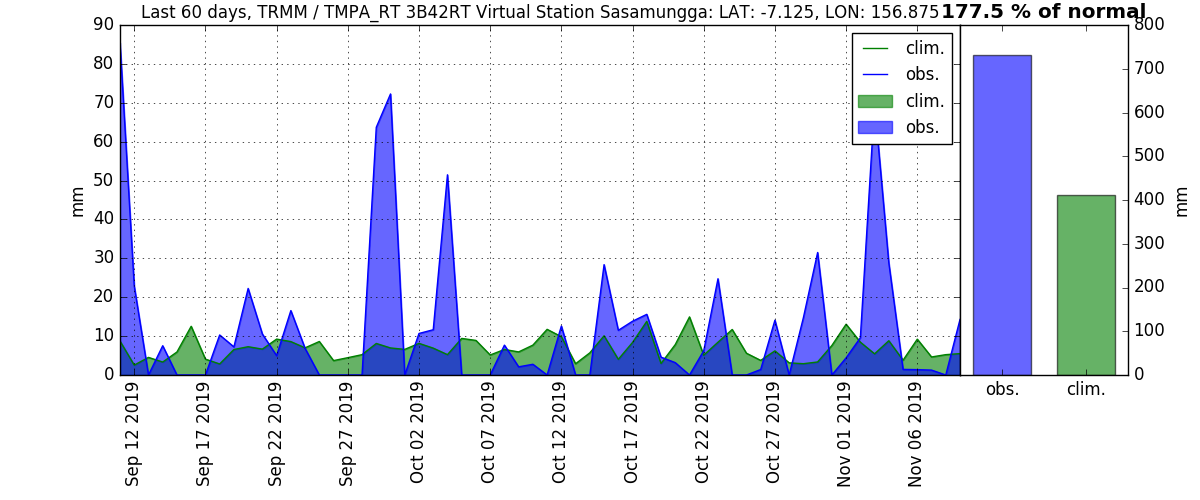 Last 60 days, TRMM / TMPA_RT 3B42RT Virtual Station Sasamungga: LAT: -7.125, LON: 156.875
177.5 % of normal
90
80
70
60
50
40
30
20
10
0
mm
clim.
obs.
clim.
obs.
Sep 12 2019
Sep 17 2019
Sep 22 2019
Sep 27 2019
Oct 02 2019
Oct 07 2019
Oct 12 2019
Oct 17 2019
Oct 22 2019
Oct 27 2019
Nov 01 2019
Nov 06 2019
800
700
600
500
400
300
200
100
0
mm
obs.
clim.